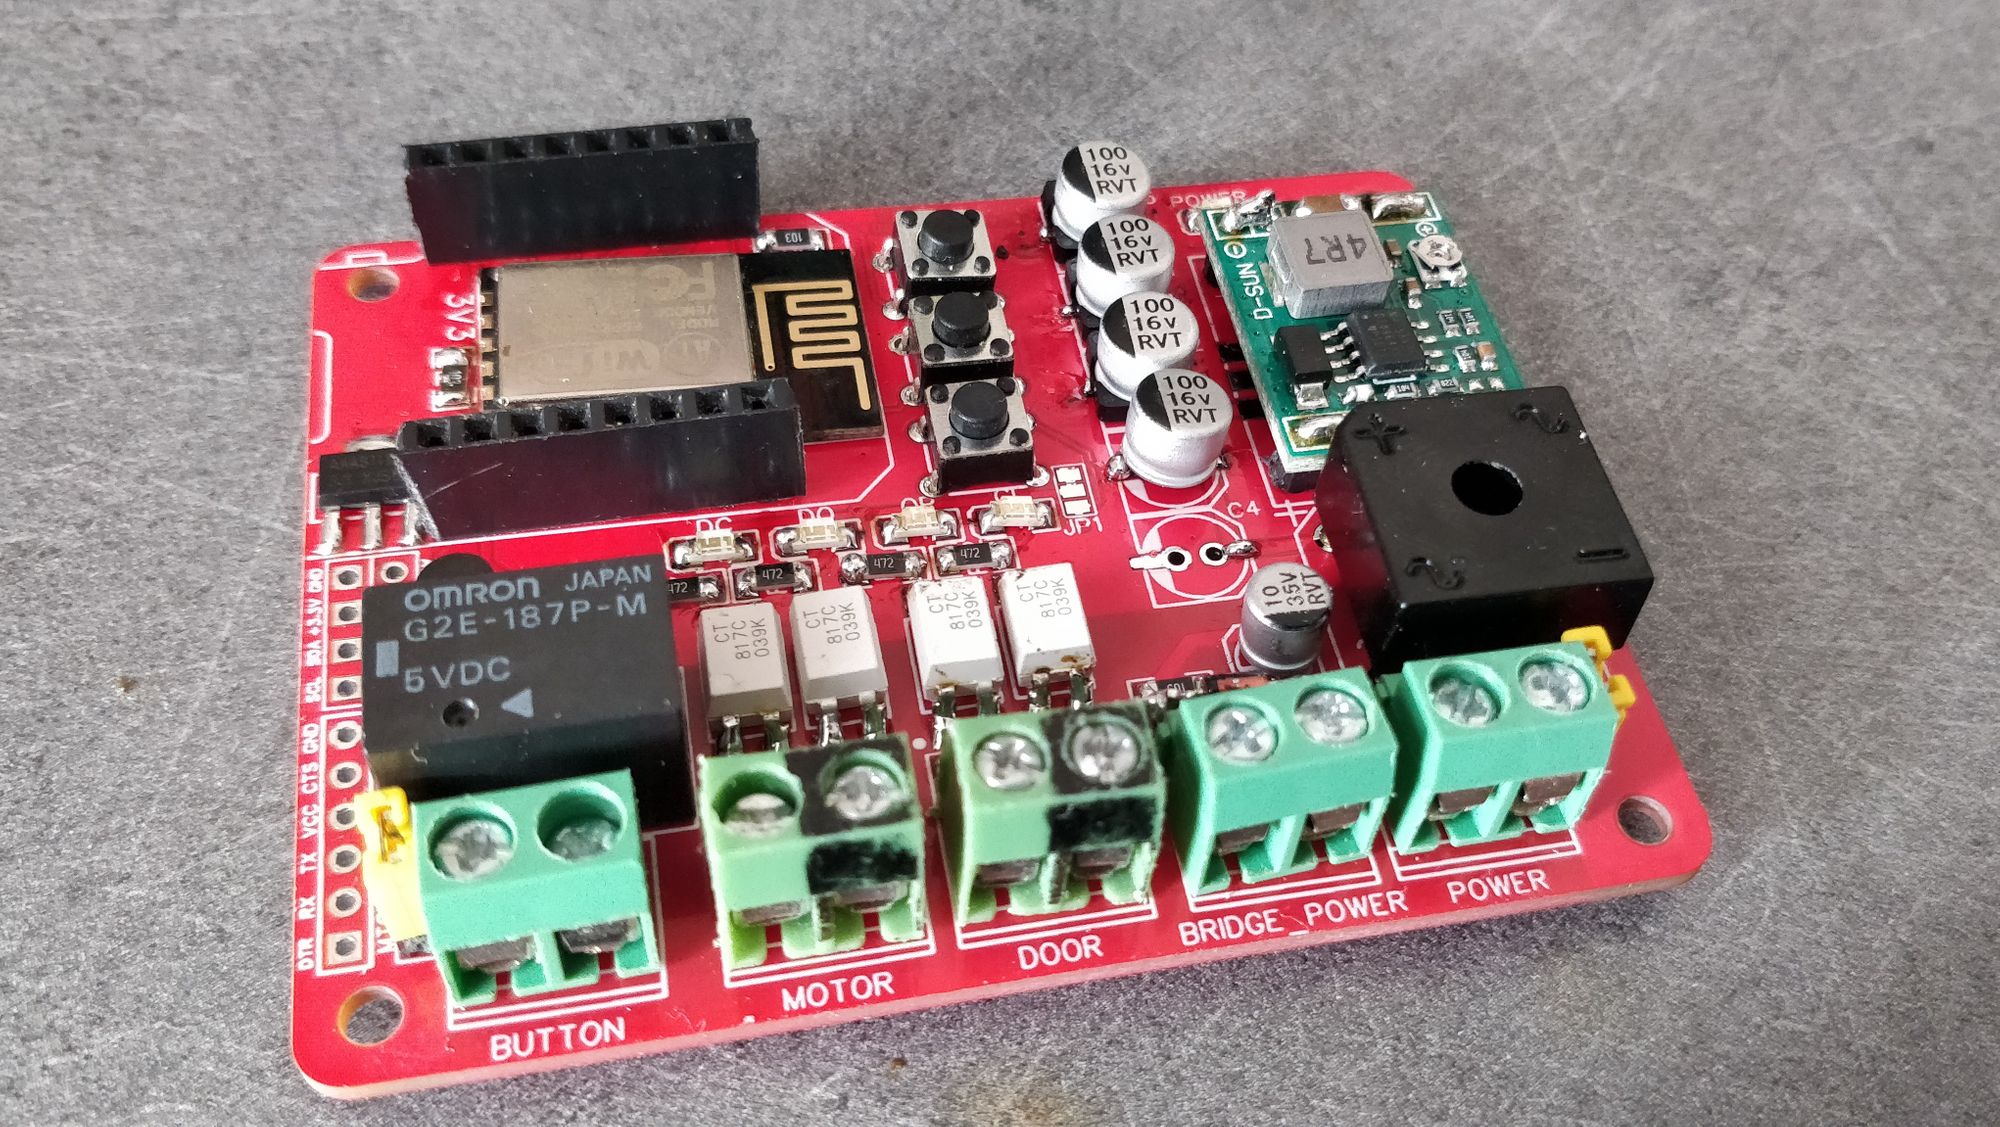 100
16V
RVT
100
16V
RVT
100
16V
RVT
100
16V
RVT
POWER
4R7
D-SUN
103
3V3
JP1
C4
DC
DO
472
472
472
472
10
35V
RVT
OMRON JAPAN
G2E-187P-M
5VDC
CT
817C
039K
CT
817C
039K
CT
817C
039K
CT
817C
039K
GND
+3.3V
SDA
SCL
GND
CTS
VCC
TX
RX
DTR
BUTTON
MOTOR
DOOR
BRIDGE_POWER
POWER